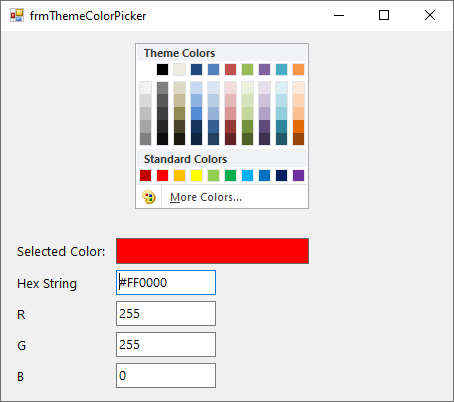 frmThemeColorPicker
Theme Colors
Standard Colors
More Colors...
Selected Color:
Hex String #FF0000
R 255
G 255
B 0